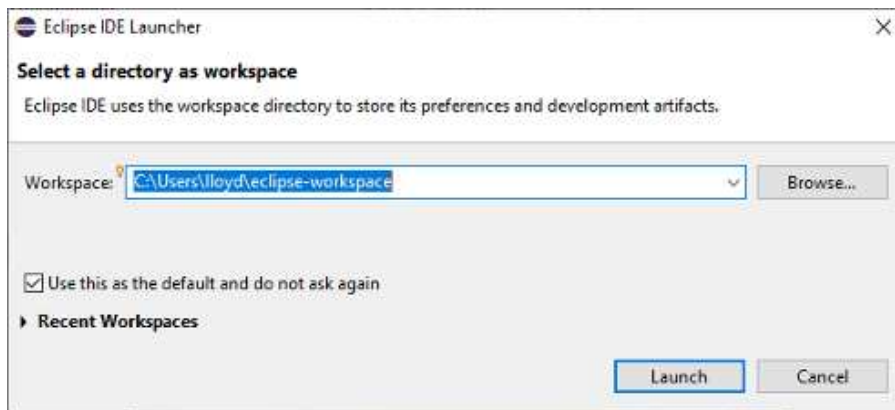 Eclipse IDE Launcher
Select a directory as workspace
Eclipse IDE uses the workspace directory to store its preferences and development artifacts.
Workspace: C:\Users\lloyd\eclipse-workspace Browse...
Use this as the default and do not ask again
Recent Workspaces
Launch Cancel